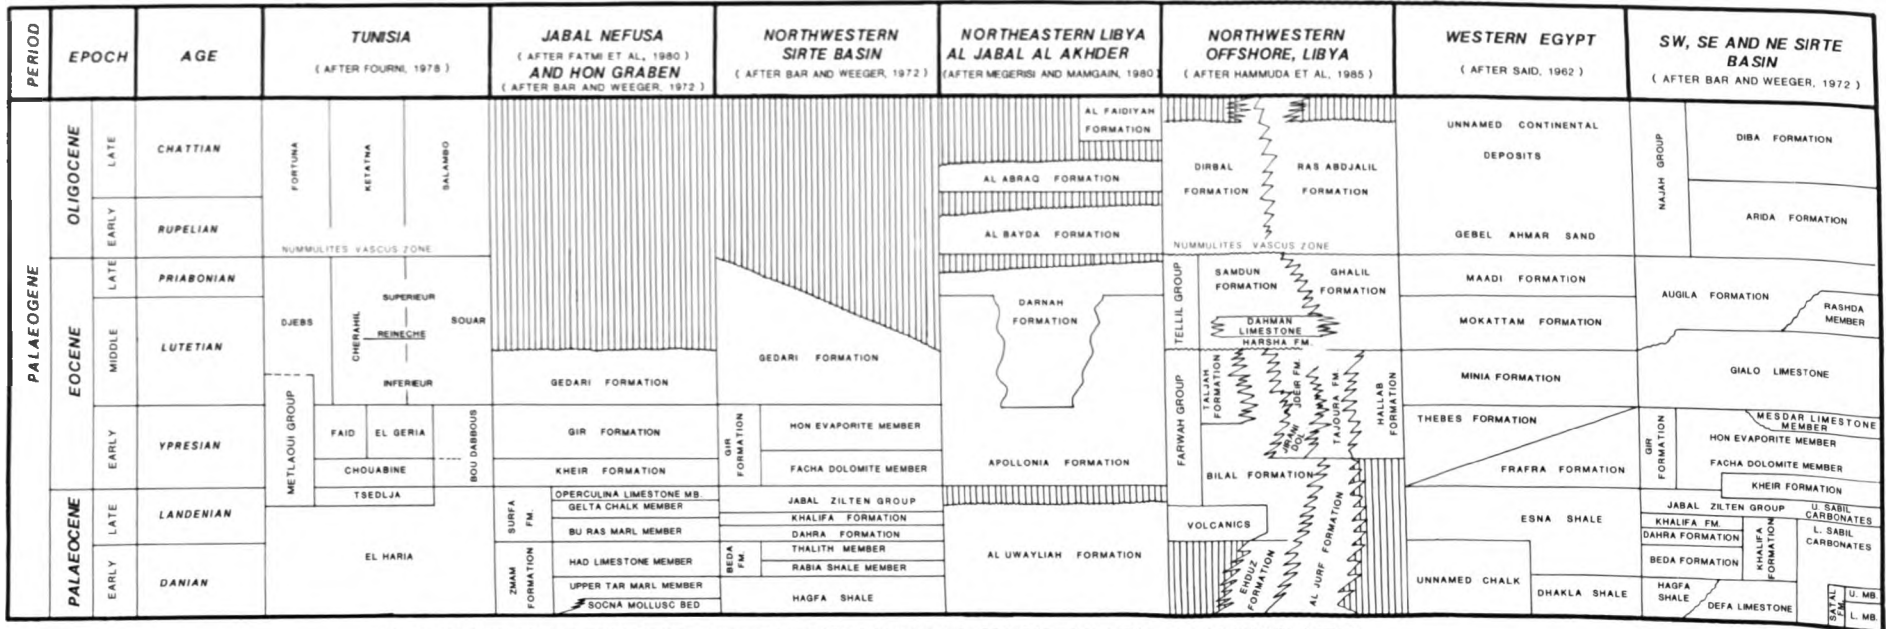 PERIOD
EPOCH
AGE
TUNISIA
( AFTER FOURNI, 1978 )
JABAL NEFUSA
( AFTER FATMI ET AL, 1980 )
AND HON GRABEN
( AFTER BAR AND WEEGER, 1972 )
NORTHWESTERN
SIRTE BASIN
( AFTER BAR AND WEEGER, 1972 )
NORTHEASTERN LIBYA
AL JABAL AL AKHDER
(AFTER MEGERISI AND MAMGAIN, 1980)
NORTHWESTERN
OFFSHORE, LIBYA
( AFTER HAMMUDA ET AL, 1985 )
WESTERN EGYPT
( AFTER SAID, 1962 )
SW, SE AND NE SIRTE
BASIN
( AFTER BAR AND WEEGER, 1972 )
PALAEOGENE
OLIGOCENE
EOCENE
PALAEOCENE
LATE
EARLY
LATE
MIDDLE
EARLY
LATE
EARLY
CHATTIAN
RUPELIAN
PRIABONIAN
LUTETIAN
YPRESIAN
LANDENIAN
DANIAN
FORTUNA
KETATNA
SALAMBO
NUMMULITES VASCUS ZONE
DJEBS
CHERAHIL
SUPERIEUR
REINECHE
INFERIEUR
SOUAR
METLAOUI GROUP
FAID
EL GERIA
BOU DABBOUS
CHOUABINE
TSEDLJA
EL HARIA
GEDARI FORMATION
GIR FORMATION
KHEIR FORMATION
SURFA
FM.
OPERCULINA LIMESTONE MB.
GELTA CHALK MEMBER
BU RAS MARL MEMBER
ZMAM
FORMATION
HAD LIMESTONE MEMBER
UPPER TAR MARL MEMBER
SOCNA MOLLUSC BED
GEDARI FORMATION
GIR
FORMATION
HON EVAPORITE MEMBER
FACHA DOLOMITE MEMBER
JABAL ZILTEN GROUP
KHALIFA FORMATION
DAHRA FORMATION
BEDA
FM.
THALITH MEMBER
RABIA SHALE MEMBER
HAGFA SHALE
AL FAIDIYAH
FORMATION
AL ABRAQ FORMATION
AL BAYDA FORMATION
DARNAH
FORMATION
APOLLONIA FORMATION
AL UWAYLIAH FORMATION
DIRBAL
FORMATION
RAS ABDJALIL
FORMATION
NUMMULITES VASCUS ZONE
TELLIL GROUP
SAMDUN
FORMATION
GHALIL
FORMATION
DAHMAN
LIMESTONE
HARSHA FM.
FARWAH GROUP
TALJAH
FORMATION
JOEIR FM.
JIRANI
DOL
TAJOURA FM.
HALLAB
FORMATION
BILAL FORMATION
VOLCANICS
EHDUZ
FORMATION
AL JURF FORMATION
UNNAMED CONTINENTAL
DEPOSITS
GEBEL AHMAR SAND
MAADI FORMATION
MOKATTAM FORMATION
MINIA FORMATION
THEBES FORMATION
FRAFRA FORMATION
ESNA SHALE
UNNAMED CHALK
DHAKLA SHALE
NAJAH GROUP
DIBA FORMATION
ARIDA FORMATION
AUGILA FORMATION
RASHDA
MEMBER
GIALO LIMESTONE
GIR
FORMATION
MESDAR LIMESTONE
MEMBER
HON EVAPORITE MEMBER
FACHA DOLOMITE MEMBER
KHEIR FORMATION
JABAL ZILTEN GROUP
U. SABIL
CARBONATES
KHALIFA FM.
DAHRA FORMATION
BEDA FORMATION
KHALIFA
FORMATION
L. SABIL
CARBONATES
HAGFA
SHALE
DEFA LIMESTONE
SATAL
FM.
U. MB.
L. MB.